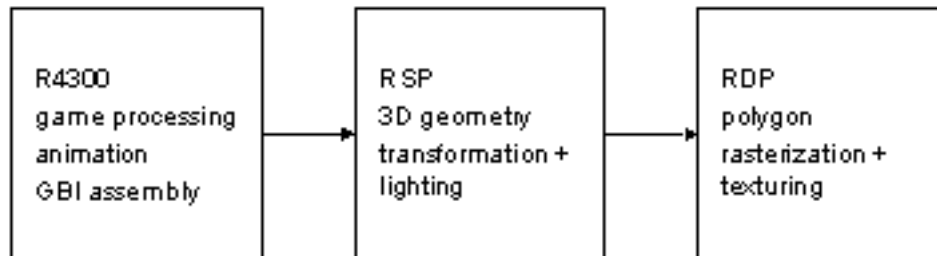 R4300
game processing
animation
GBI assembly
RSP
3D geometry
transformation +
lighting
RDP
polygon
rasterization +
texturing